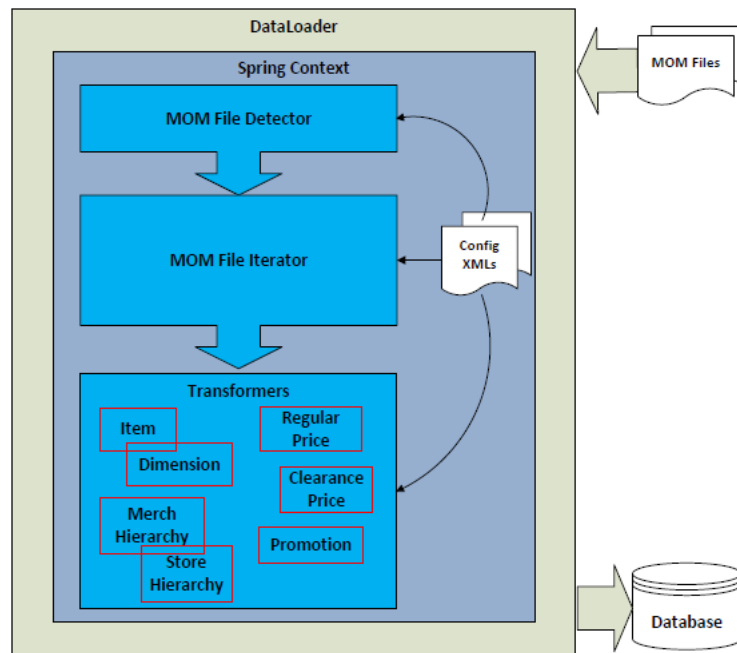 DataLoader
Spring Context
MOM Files
MOM File Detector
MOM File Iterator
Config
XMLs
Transformers
Item
Dimension
Merch
Hierarchy
Store
Hierarchy
Regular
Price
Clearance
Price
Promotion
Database